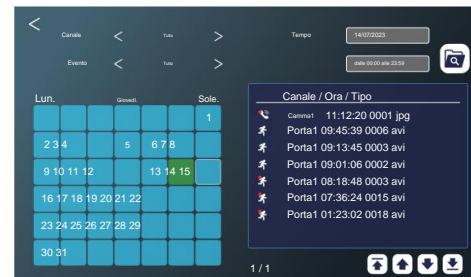 Canale < Tutto > Tempo 14/07/2023
Evento < Tutto > dalle 00:00 alle 23:59
Lun. Giovedì. Sole.
1
2 3 4 5 6 7 8
9 10 11 12 13 14 15
16 17 18 19 20 21 22
23 24 25 26 27 28 29
30 31
Canale / Ora / Tipo
Camma1 11:12:20 0001 jpg
Porta1 09:45:39 0006 avi
Porta1 09:13:45 0003 avi
Porta1 09:01:06 0002 avi
Porta1 08:18:48 0003 avi
Porta1 07:36:24 0015 avi
Porta1 01:23:02 0018 avi
1 / 1